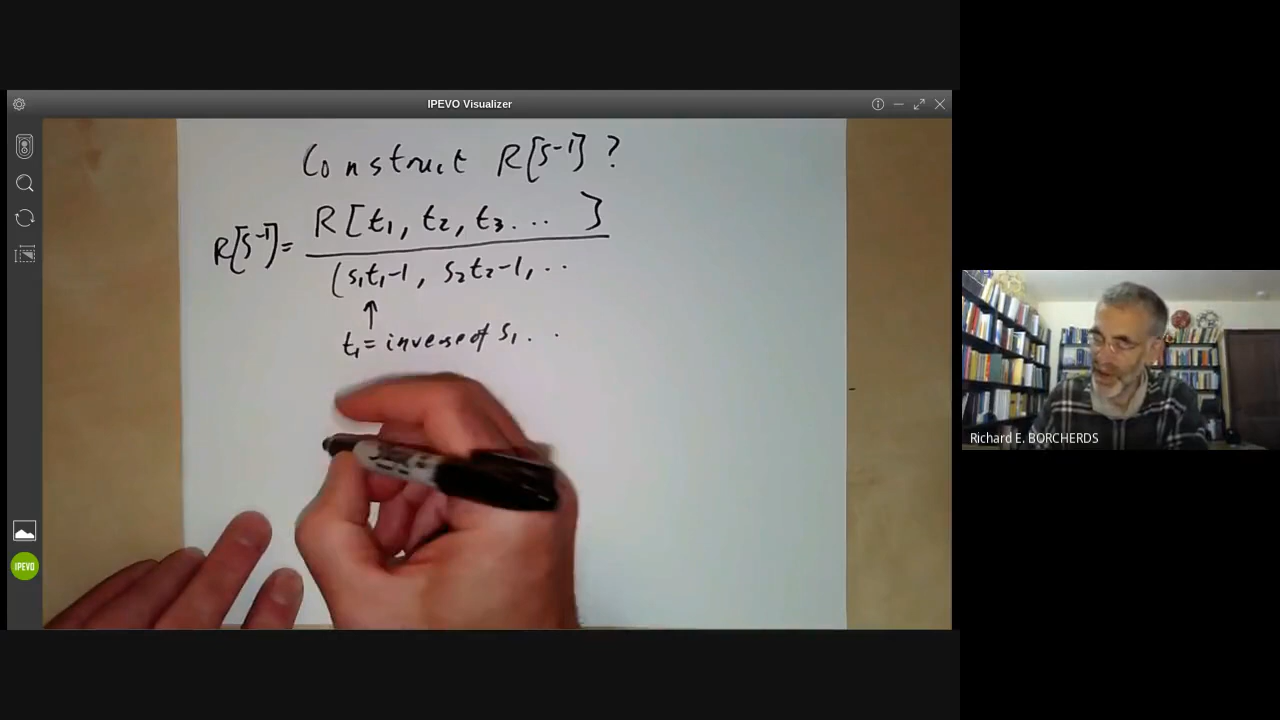 IPEVO Visualizer
Construct R[S⁻¹] ?
R[S⁻¹] = R[t₁, t₂, t₃ ... ]
(s₁t₁-1, s₂t₂-1, ..
↑
t₁ = inverse of s₁ . .
Richard E. BORCHERDS
IPEVO